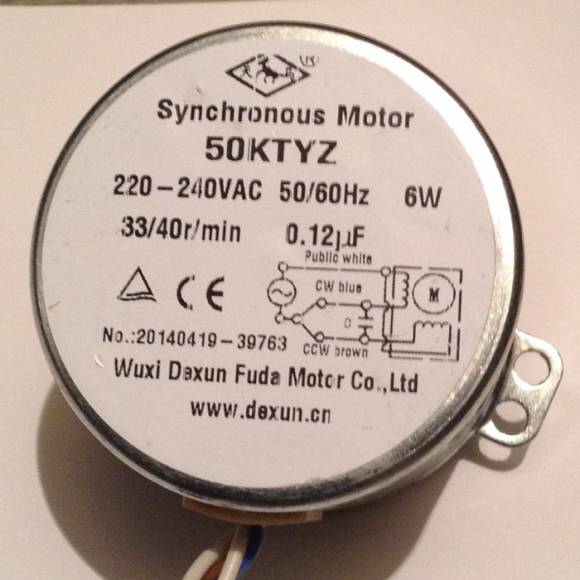 Synchronous Motor
50KTYZ
220-240VAC 50/60Hz 6W
33/40r/min 0.12μF
Public white
CW blue
M
C
CCW brown
CE
No.:20140419-39763
Wuxi Dexun Fuda Motor Co.,Ltd
www.dexun.cn